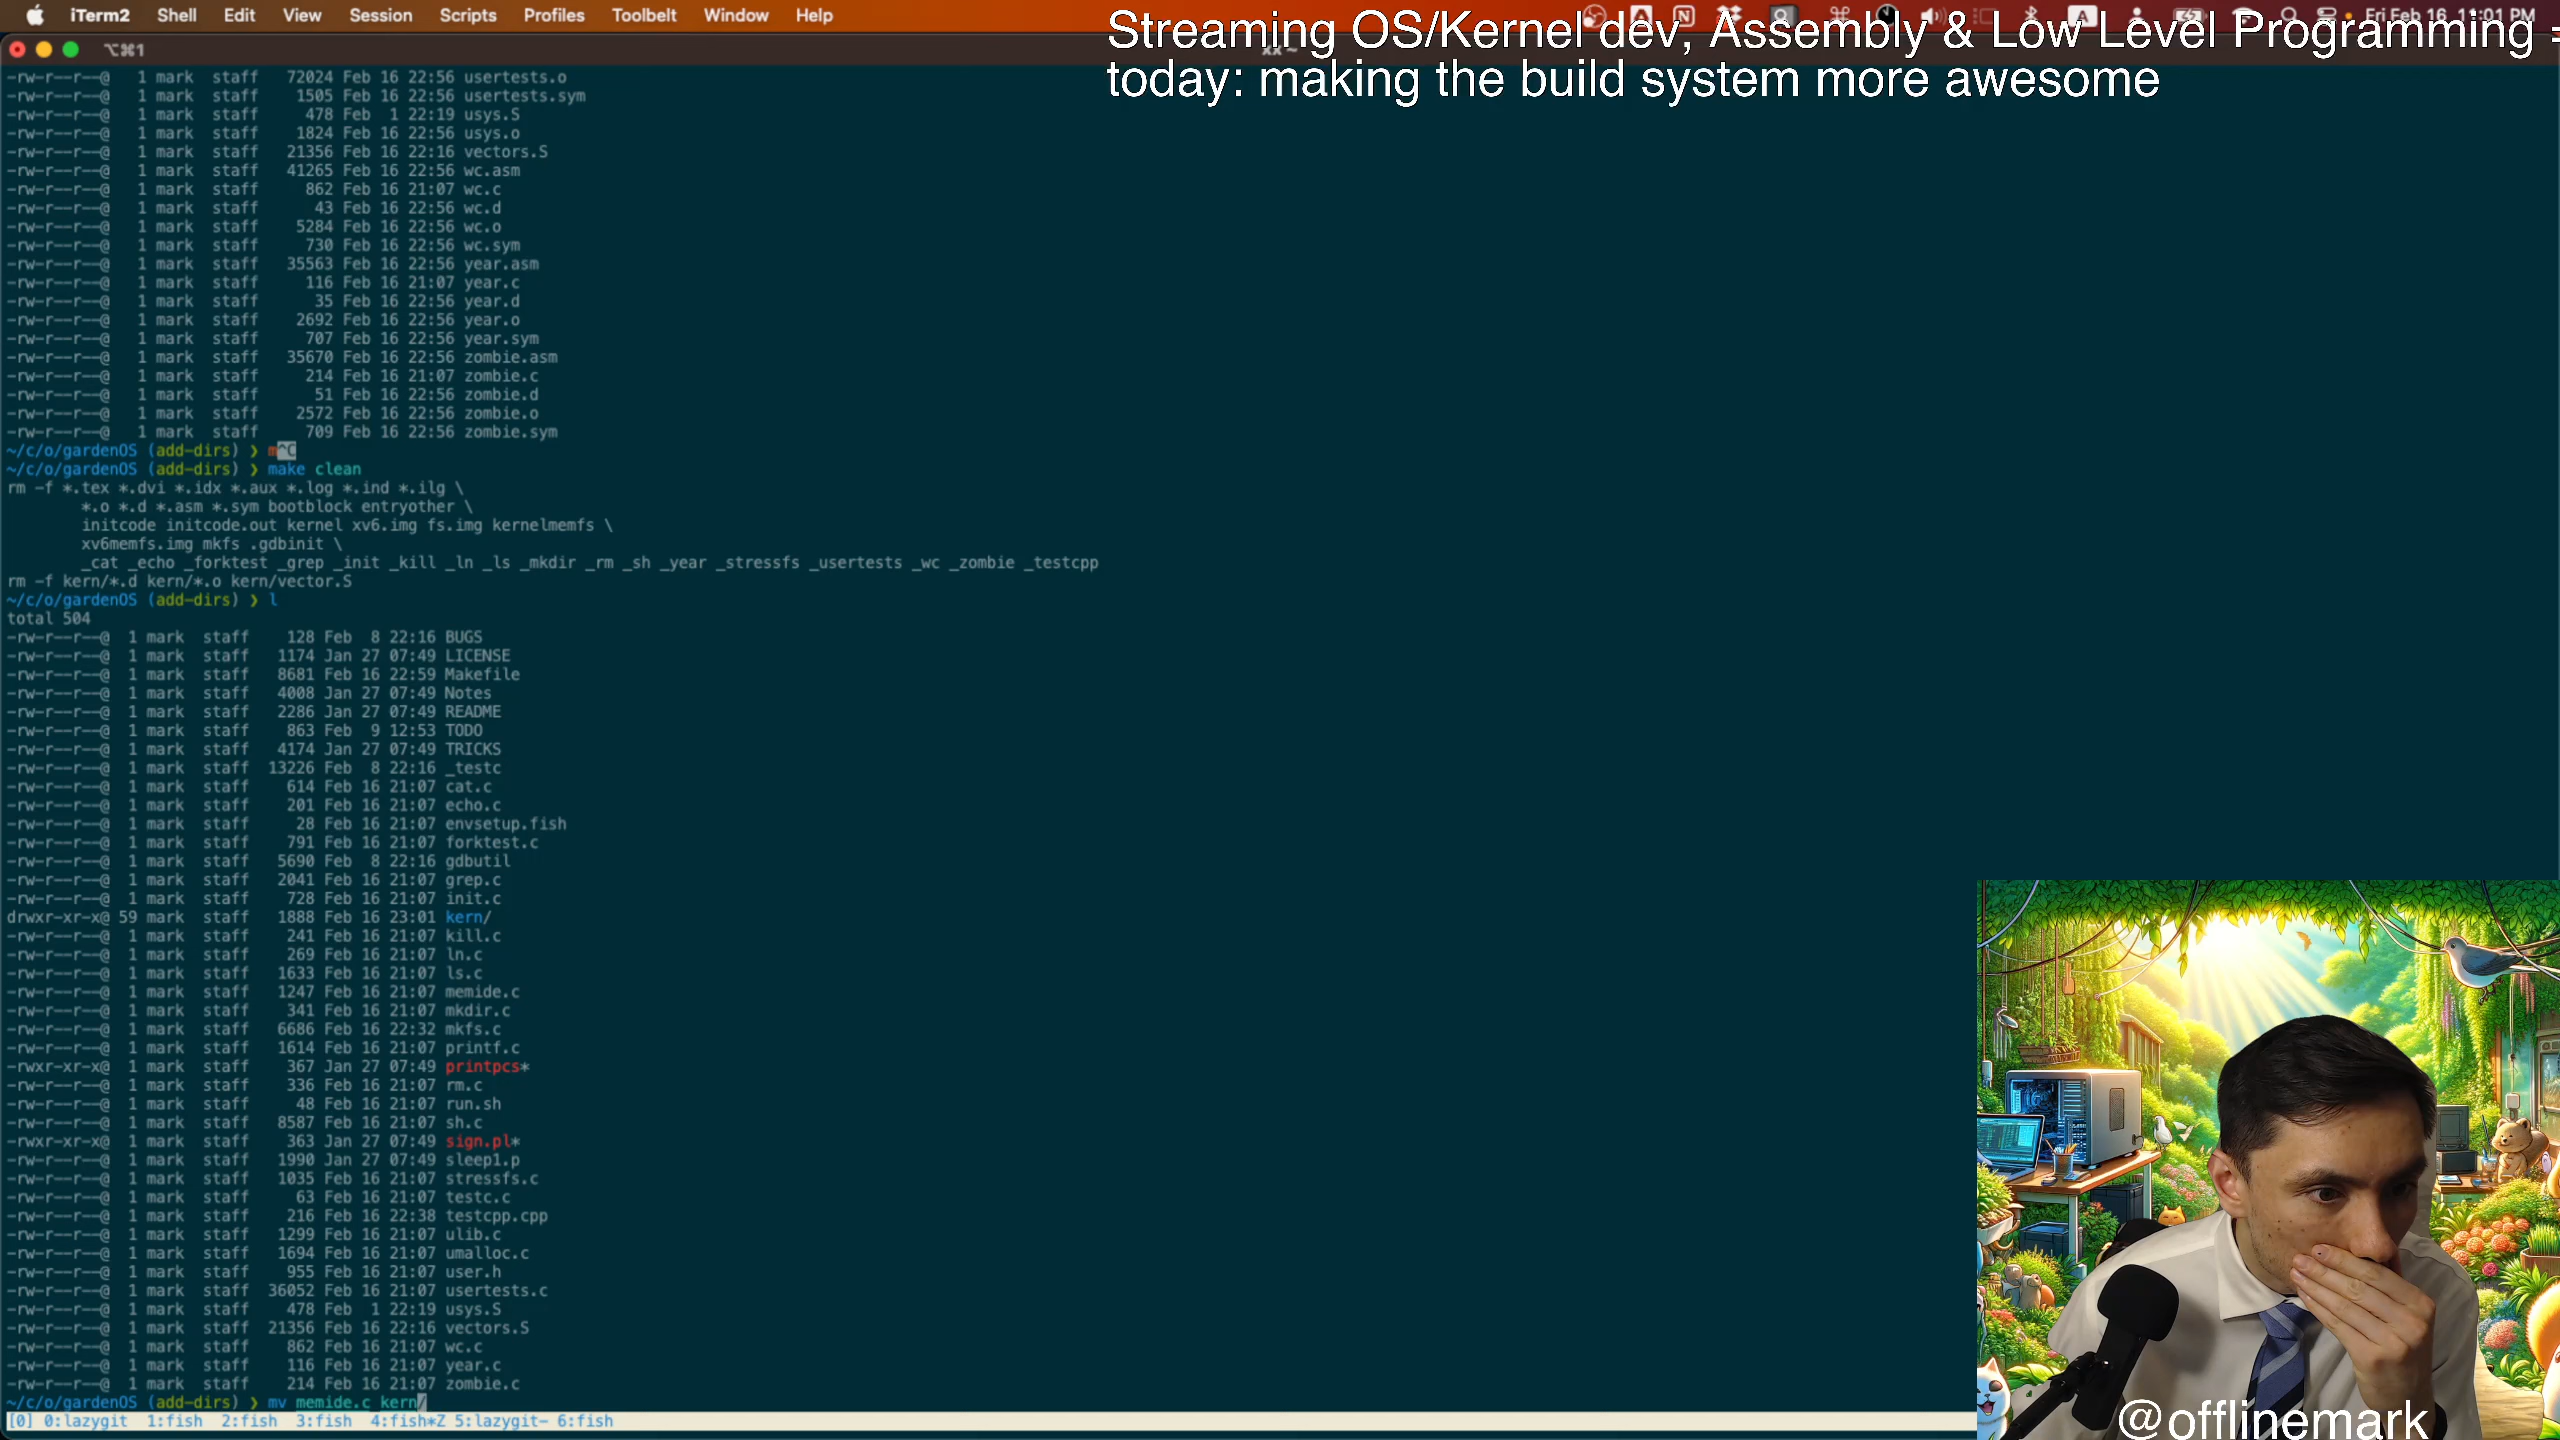 iTerm2 Shell Edit View Session Scripts Profiles Toolbelt Window Help
Fri Feb 16 11:01 PM
Streaming OS/Kernel dev, Assembly & Low Level Programming
today: making the build system more awesome
⌥⌘1
-rw-r--r--@ 1 mark staff 72024 Feb 16 22:56 usertests.o
-rw-r--r--@ 1 mark staff 1505 Feb 16 22:56 usertests.sym
-rw-r--r--@ 1 mark staff 478 Feb 1 22:19 usys.S
-rw-r--r--@ 1 mark staff 1824 Feb 16 22:56 usys.o
-rw-r--r--@ 1 mark staff 21356 Feb 16 22:16 vectors.S
-rw-r--r--@ 1 mark staff 41265 Feb 16 22:56 wc.asm
-rw-r--r--@ 1 mark staff 862 Feb 16 21:07 wc.c
-rw-r--r--@ 1 mark staff 43 Feb 16 22:56 wc.d
-rw-r--r--@ 1 mark staff 5284 Feb 16 22:56 wc.o
-rw-r--r--@ 1 mark staff 730 Feb 16 22:56 wc.sym
-rw-r--r--@ 1 mark staff 35563 Feb 16 22:56 year.asm
-rw-r--r--@ 1 mark staff 116 Feb 16 21:07 year.c
-rw-r--r--@ 1 mark staff 35 Feb 16 22:56 year.d
-rw-r--r--@ 1 mark staff 2692 Feb 16 22:56 year.o
-rw-r--r--@ 1 mark staff 707 Feb 16 22:56 year.sym
-rw-r--r--@ 1 mark staff 35670 Feb 16 22:56 zombie.asm
-rw-r--r--@ 1 mark staff 214 Feb 16 21:07 zombie.c
-rw-r--r--@ 1 mark staff 51 Feb 16 22:56 zombie.d
-rw-r--r--@ 1 mark staff 2572 Feb 16 22:56 zombie.o
-rw-r--r--@ 1 mark staff 709 Feb 16 22:56 zombie.sym
~/c/o/gardenOS (add-dirs) ❯ m^C
~/c/o/gardenOS (add-dirs) ❯ make clean
rm -f *.tex *.dvi *.idx *.aux *.log *.ind *.ilg \
*.o *.d *.asm *.sym bootblock entryother \
initcode initcode.out kernel xv6.img fs.img kernelmemfs \
xv6memfs.img mkfs .gdbinit \
_cat _echo _forktest _grep _init _kill _ln _ls _mkdir _rm _sh _year _stressfs _usertests _wc _zombie _testcpp
rm -f kern/*.d kern/*.o kern/vector.S
~/c/o/gardenOS (add-dirs) ❯ l
total 504
-rw-r--r--@ 1 mark staff 128 Feb 8 22:16 BUGS
-rw-r--r--@ 1 mark staff 1174 Jan 27 07:49 LICENSE
-rw-r--r--@ 1 mark staff 8681 Feb 16 22:59 Makefile
-rw-r--r--@ 1 mark staff 4008 Jan 27 07:49 Notes
-rw-r--r--@ 1 mark staff 2286 Jan 27 07:49 README
-rw-r--r--@ 1 mark staff 863 Feb 9 12:53 TODO
-rw-r--r--@ 1 mark staff 4174 Jan 27 07:49 TRICKS
-rw-r--r--@ 1 mark staff 13226 Feb 8 22:16 _testc
-rw-r--r--@ 1 mark staff 614 Feb 16 21:07 cat.c
-rw-r--r--@ 1 mark staff 201 Feb 16 21:07 echo.c
-rw-r--r--@ 1 mark staff 28 Feb 16 21:07 envsetup.fish
-rw-r--r--@ 1 mark staff 791 Feb 16 21:07 forktest.c
-rw-r--r--@ 1 mark staff 5690 Feb 8 22:16 gdbutil
-rw-r--r--@ 1 mark staff 2041 Feb 16 21:07 grep.c
-rw-r--r--@ 1 mark staff 728 Feb 16 21:07 init.c
drwxr-xr-x@ 59 mark staff 1888 Feb 16 23:01 kern/
-rw-r--r--@ 1 mark staff 241 Feb 16 21:07 kill.c
-rw-r--r--@ 1 mark staff 269 Feb 16 21:07 ln.c
-rw-r--r--@ 1 mark staff 1633 Feb 16 21:07 ls.c
-rw-r--r--@ 1 mark staff 1247 Feb 16 21:07 memide.c
-rw-r--r--@ 1 mark staff 341 Feb 16 21:07 mkdir.c
-rw-r--r--@ 1 mark staff 6686 Feb 16 22:32 mkfs.c
-rw-r--r--@ 1 mark staff 1614 Feb 16 21:07 printf.c
-rwxr-xr-x@ 1 mark staff 367 Jan 27 07:49 printpcs*
-rw-r--r--@ 1 mark staff 336 Feb 16 21:07 rm.c
-rw-r--r--@ 1 mark staff 48 Feb 16 21:07 run.sh
-rw-r--r--@ 1 mark staff 8587 Feb 16 21:07 sh.c
-rwxr-xr-x@ 1 mark staff 363 Jan 27 07:49 sign.pl*
-rw-r--r--@ 1 mark staff 1990 Jan 27 07:49 sleep1.p
-rw-r--r--@ 1 mark staff 1035 Feb 16 21:07 stressfs.c
-rw-r--r--@ 1 mark staff 63 Feb 16 21:07 testc.c
-rw-r--r--@ 1 mark staff 216 Feb 16 22:38 testcpp.cpp
-rw-r--r--@ 1 mark staff 1299 Feb 16 21:07 ulib.c
-rw-r--r--@ 1 mark staff 1694 Feb 16 21:07 umalloc.c
-rw-r--r--@ 1 mark staff 955 Feb 16 21:07 user.h
-rw-r--r--@ 1 mark staff 36052 Feb 16 21:07 usertests.c
-rw-r--r--@ 1 mark staff 478 Feb 1 22:19 usys.S
-rw-r--r--@ 1 mark staff 21356 Feb 16 22:16 vectors.S
-rw-r--r--@ 1 mark staff 862 Feb 16 21:07 wc.c
-rw-r--r--@ 1 mark staff 116 Feb 16 21:07 year.c
-rw-r--r--@ 1 mark staff 214 Feb 16 21:07 zombie.c
~/c/o/gardenOS (add-dirs) ❯ mv memide.c kern/
[0] 0:lazygit 1:fish 2:fish 3:fish 4:fish*Z 5:lazygit- 6:fish
@offlinemark